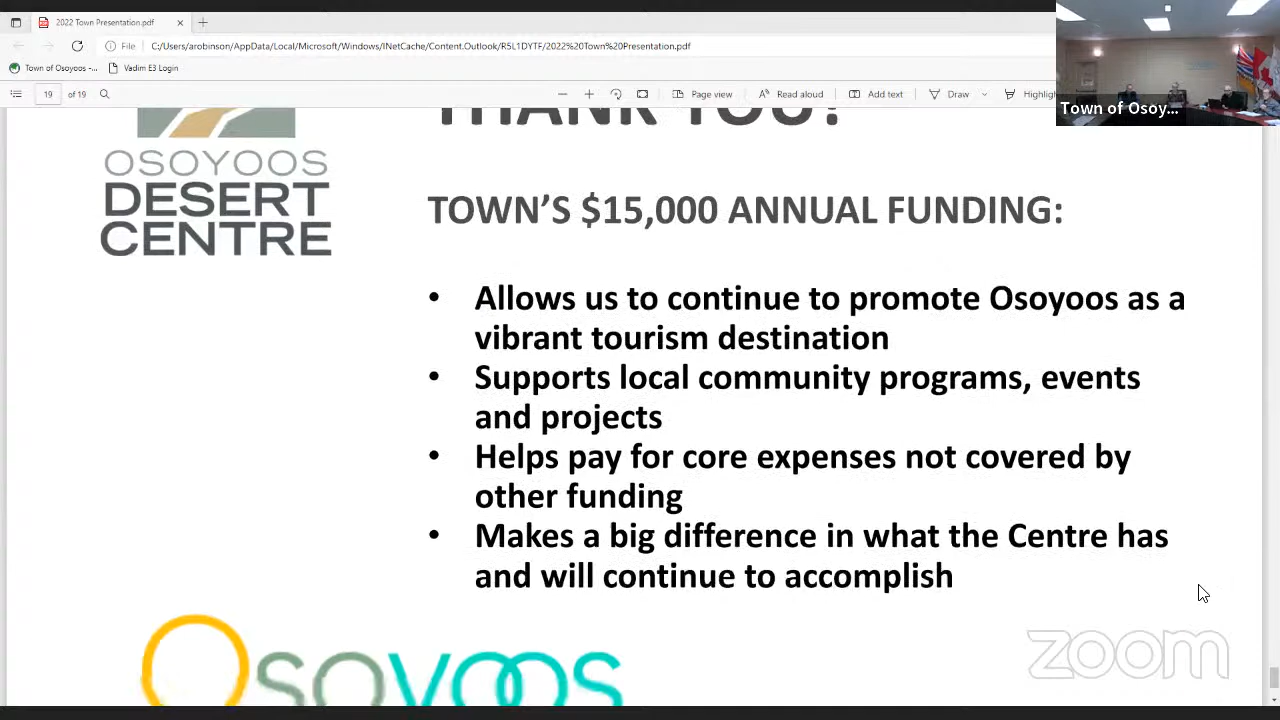 2022 Town Presentation.pdf
File
C:/Users/arobinson/AppData/Local/Microsoft/Windows/INetCache/Content.Outlook/R5L1DYTF/2022%20Town%20Presentation.pdf
Town of Osoyoos -...
Vadim E3 Login
19 of 19
Page view
Read aloud
Add text
Draw
Highligh
Town of Osoy...
THANK YOU!
OSOYOOS
DESERT
CENTRE
TOWN'S $15,000 ANNUAL FUNDING:
• Allows us to continue to promote Osoyoos as a
vibrant tourism destination
• Supports local community programs, events
and projects
• Helps pay for core expenses not covered by
other funding
• Makes a big difference in what the Centre has
and will continue to accomplish
Osoyoos
zoom